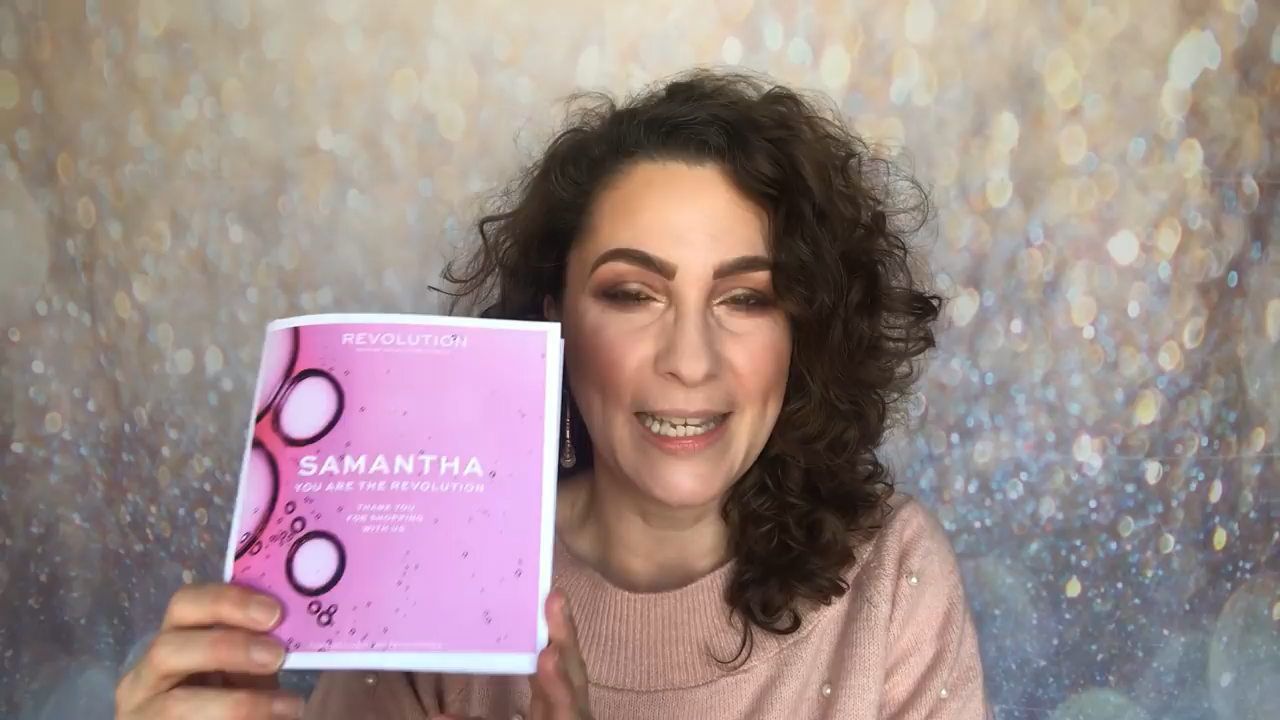 REVOLUTION
SAMANTHA
YOU ARE THE REVOLUTION
THANK YOU
FOR SHOPPING
WITH US